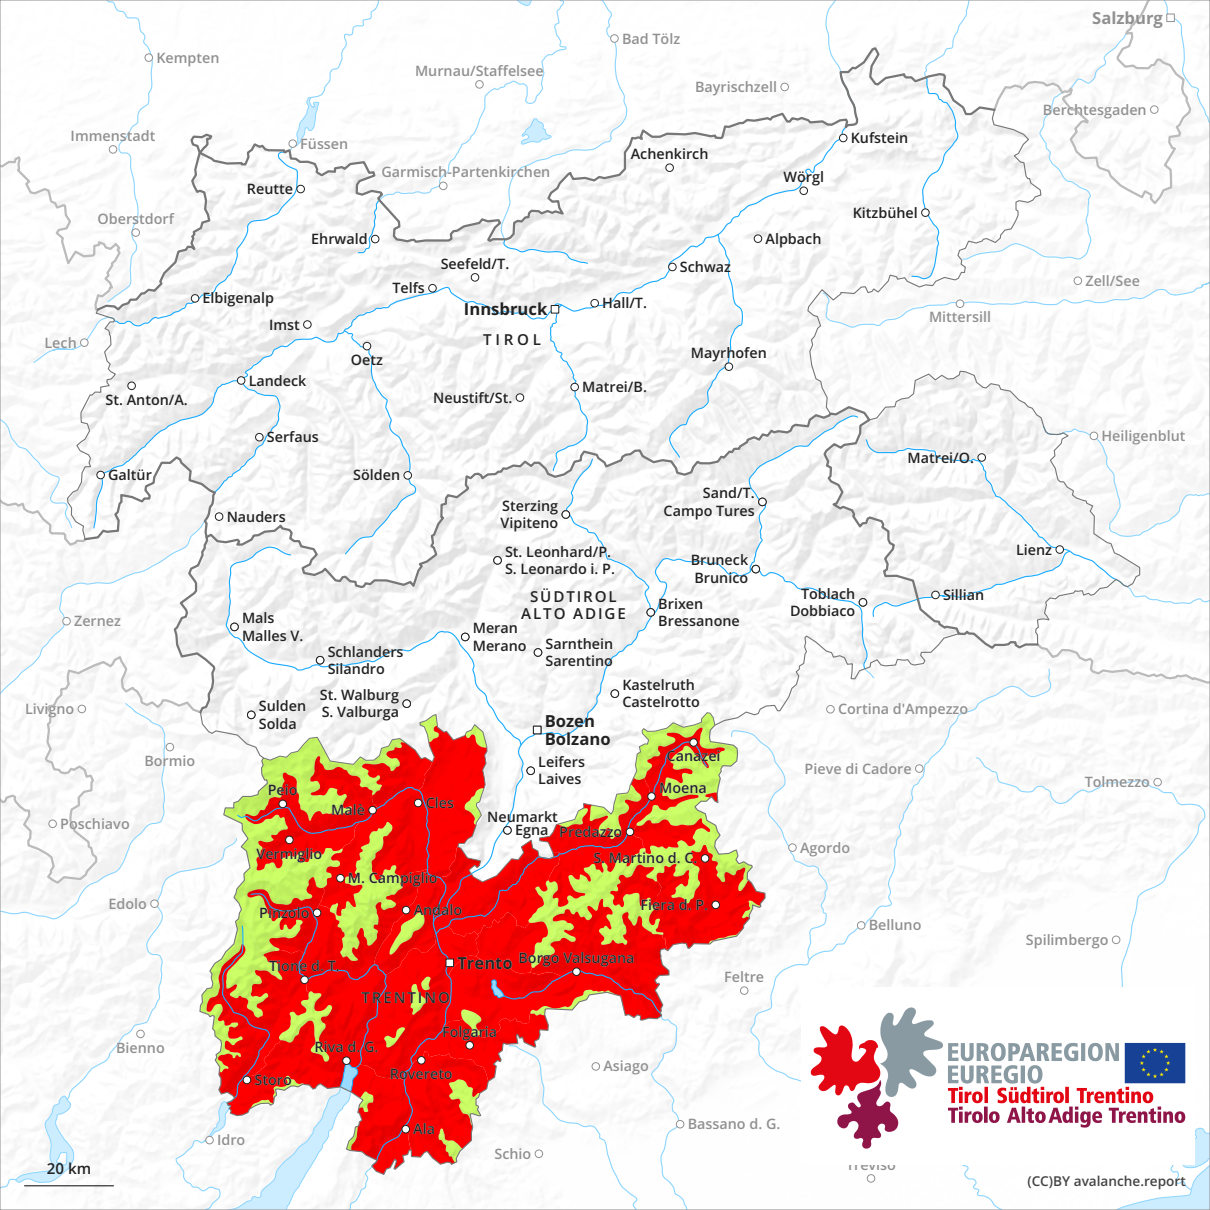 Salzburg
Bad Tölz
Kempten
Murnau/Staffelsee
Bayrischzell
Berchtesgaden
Immenstadt
Füssen
Kufstein
Achenkirch
Garmisch-Partenkirchen
Wörgl
Reutte
Kitzbühel
Oberstdorf
Ehrwald
Alpbach
Seefeld/T.
Schwaz
Zell/See
Telfs
Elbigenalp
Hall/T.
Innsbruck
Mittersill
Imst
TIROL
Lech
Mayrhofen
Oetz
Landeck
Matrei/B.
St. Anton/A.
Neustift/St.
Serfaus
Heiligenblut
Matrei/O.
Galtür
Sölden
Sand/T.
Campo Tures
Sterzing
Vipiteno
Nauders
Lienz
St. Leonhard/P.
S. Leonardo i. P.
Bruneck
Brunico
Toblach
Dobbiaco
Sillian
SÜDTIROL
ALTO ADIGE
Brixen
Bressanone
Zernez
Mals
Malles V.
Meran
Merano
Sarnthein
Sarentino
Schlanders
Silandro
Kastelruth
Castelrotto
St. Walburg
S. Valburga
Livigno
Sulden
Solda
Cortina d'Ampezzo
Bozen
Bolzano
Bormio
Canazei
Leifers
Laives
Pieve di Cadore
Tolmezzo
Peio
Moena
Malè
Cles
Poschiavo
Neumarkt
Egna
Predazzo
Agordo
Vermiglio
S. Martino d. C.
M. Campiglio
Edolo
Pinzolo
Andalo
Fiera d. P.
Belluno
Spilimbergo
Trento
Borgo Valsugana
Tione d. T.
Feltre
TRENTINO
Folgaria
Bienno
Riva d. G.
Rovereto
Asiago
Storo
EUROPAREGION
EUREGIO
Tirol Südtirol Trentino
Tirolo Alto Adige Trentino
Bassano d. G.
Ala
Idro
Schio
Treviso
20 km
(CC)BY avalanche.report